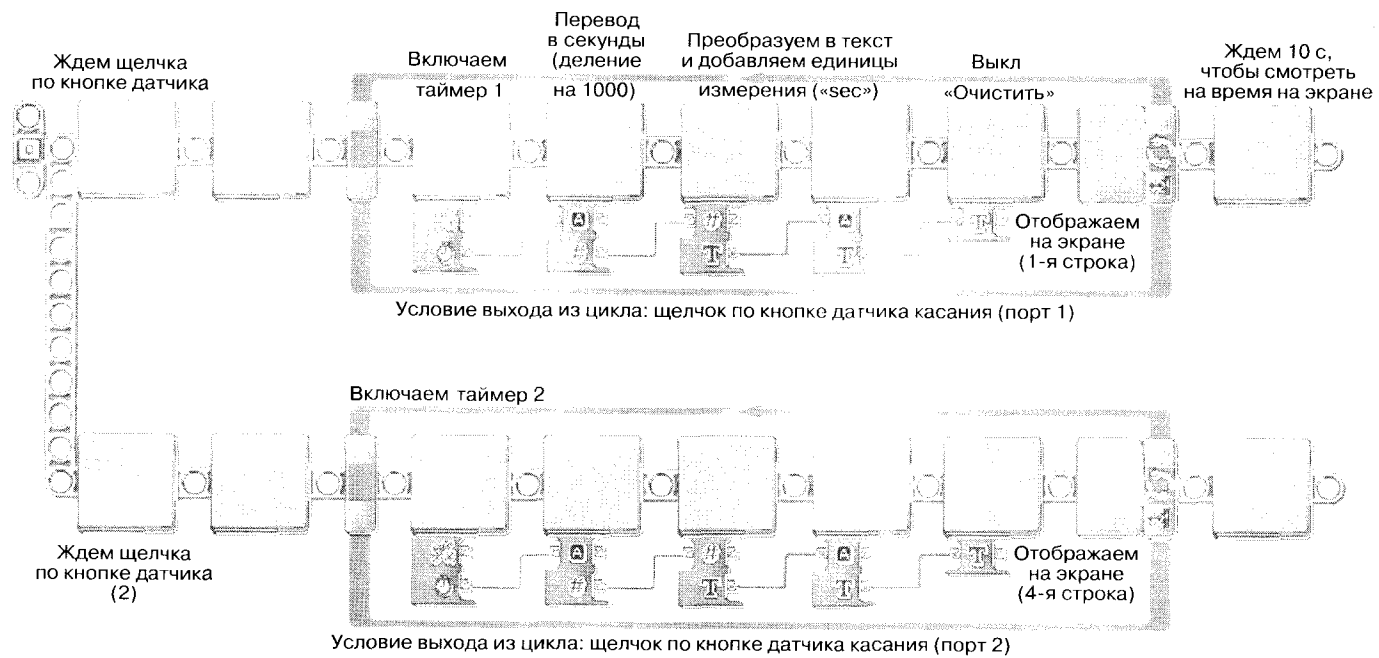 Ждем щелчка
по кнопке датчика
Включаем
таймер 1
Перевод
в секунды
(деление
на 1000)
Преобразуем в текст
и добавляем единицы
измерения («sec»)
Выкл
«Очистить»
Ждем 10 с,
чтобы смотреть
на время на экране
A
#
#
T
A
T
T
Отображаем
на экране
(1-я строка)
Условие выхода из цикла: щелчок по кнопке датчика касания (порт 1)
Включаем таймер 2
A
#
#
T
A
T
T
Ждем щелчка
по кнопке датчика
(2)
Отображаем
на экране
(4-я строка)
Условие выхода из цикла: щелчок по кнопке датчика касания (порт 2)